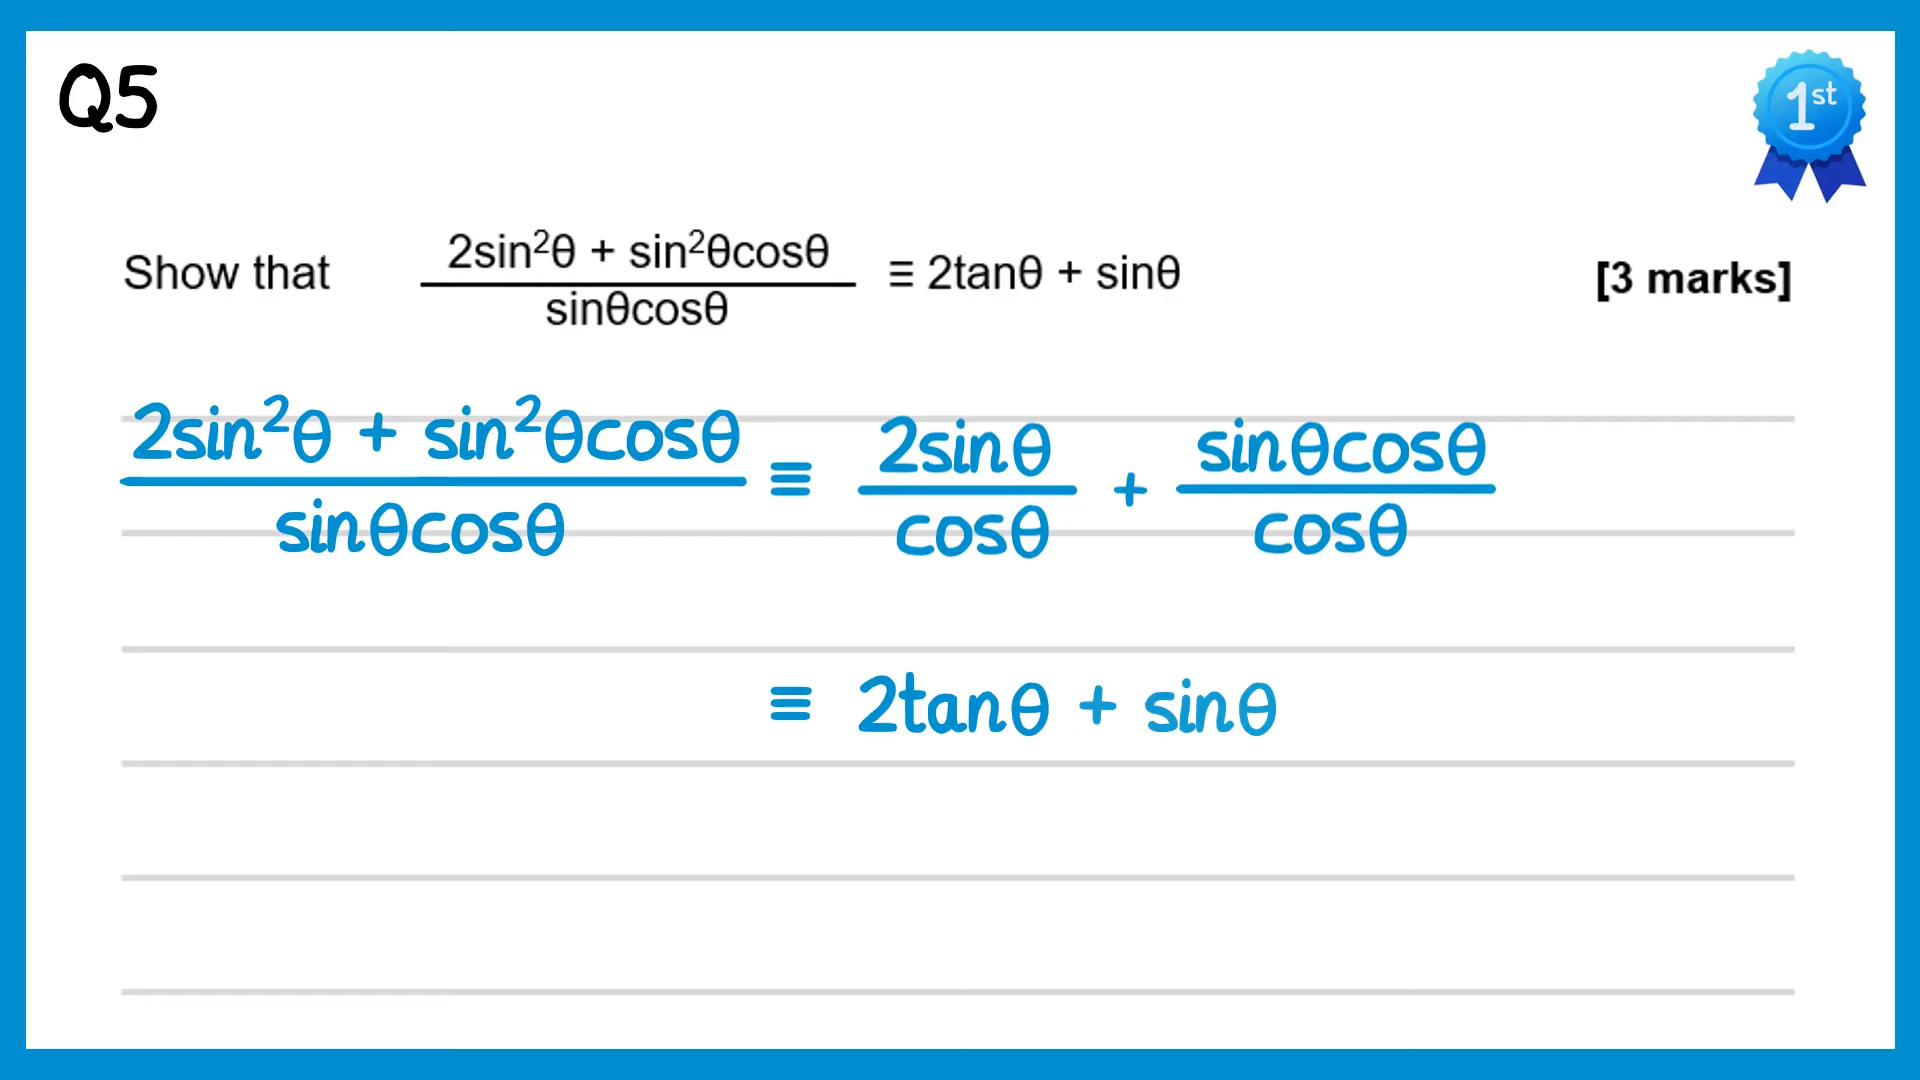 Q5
1st
Show that (2sin²θ + sin²θcosθ)/(sinθcosθ) ≡ 2tanθ + sinθ [3 marks]
(2sin²θ + sin²θcosθ)/(sinθcosθ) ≡ 2sinθ/cosθ + sinθcosθ/cosθ
≡ 2tanθ + sinθ